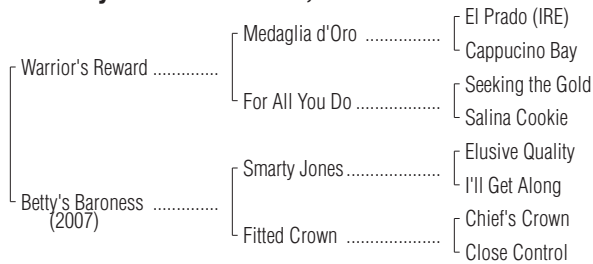 El Prado (IRE)
Medaglia d'Oro ..................
Cappucino Bay
Warrior's Reward ..............
Seeking the Gold
For All You Do ....................
Salina Cookie
Elusive Quality
Smarty Jones......................
I'll Get Along
Betty's Baroness ..............
(2007)
Chief's Crown
Fitted Crown ......................
Close Control